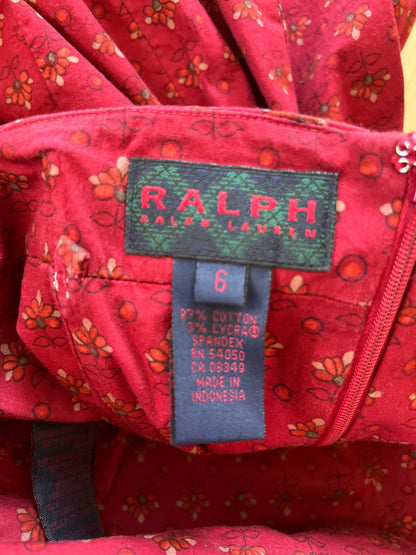 RALPH
RALPH LAUREN
6
97% COTTON
3% LYCRA®
SPANDEX
RN 54050
CA 08349
MADE IN
INDONESIA